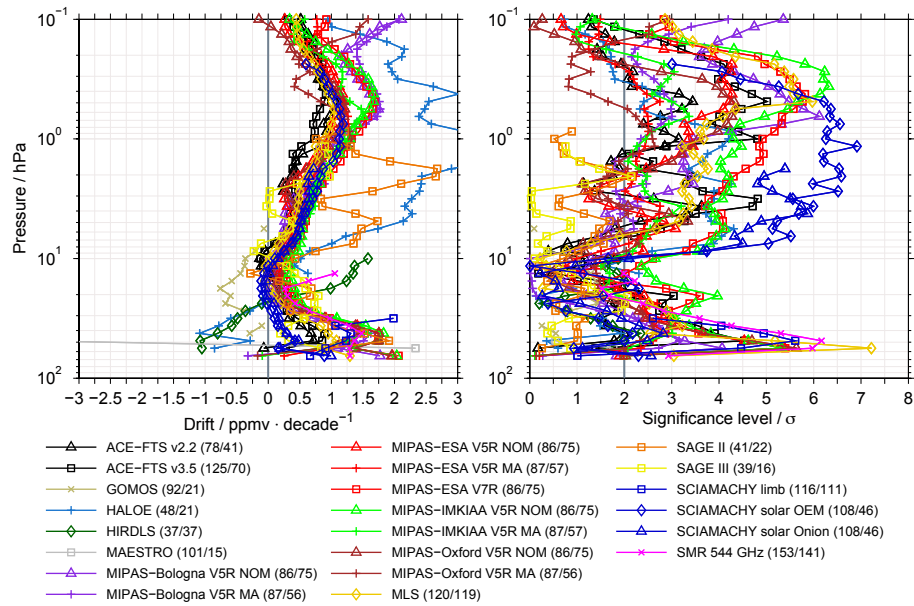 10⁻¹
10⁰
10¹
10²
Pressure / hPa
−3 −2.5 −2 −1.5 −1 −0.5 0 0.5 1 1.5 2 2.5 3
Drift / ppmv · decade⁻¹
0 1 2 3 4 5 6 7 8
Significance level / σ
ACE−FTS v2.2 (78/41)
ACE−FTS v3.5 (125/70)
GOMOS (92/21)
HALOE (48/21)
HIRDLS (37/37)
MAESTRO (101/15)
MIPAS−Bologna V5R NOM (86/75)
MIPAS−Bologna V5R MA (87/56)
MIPAS−ESA V5R NOM (86/75)
MIPAS−ESA V5R MA (87/57)
MIPAS−ESA V7R (86/75)
MIPAS−IMKIAA V5R NOM (86/75)
MIPAS−IMKIAA V5R MA (87/57)
MIPAS−Oxford V5R NOM (86/75)
MIPAS−Oxford V5R MA (87/56)
MLS (120/119)
SAGE II (41/22)
SAGE III (39/16)
SCIAMACHY limb (116/111)
SCIAMACHY solar OEM (108/46)
SCIAMACHY solar Onion (108/46)
SMR 544 GHz (153/141)